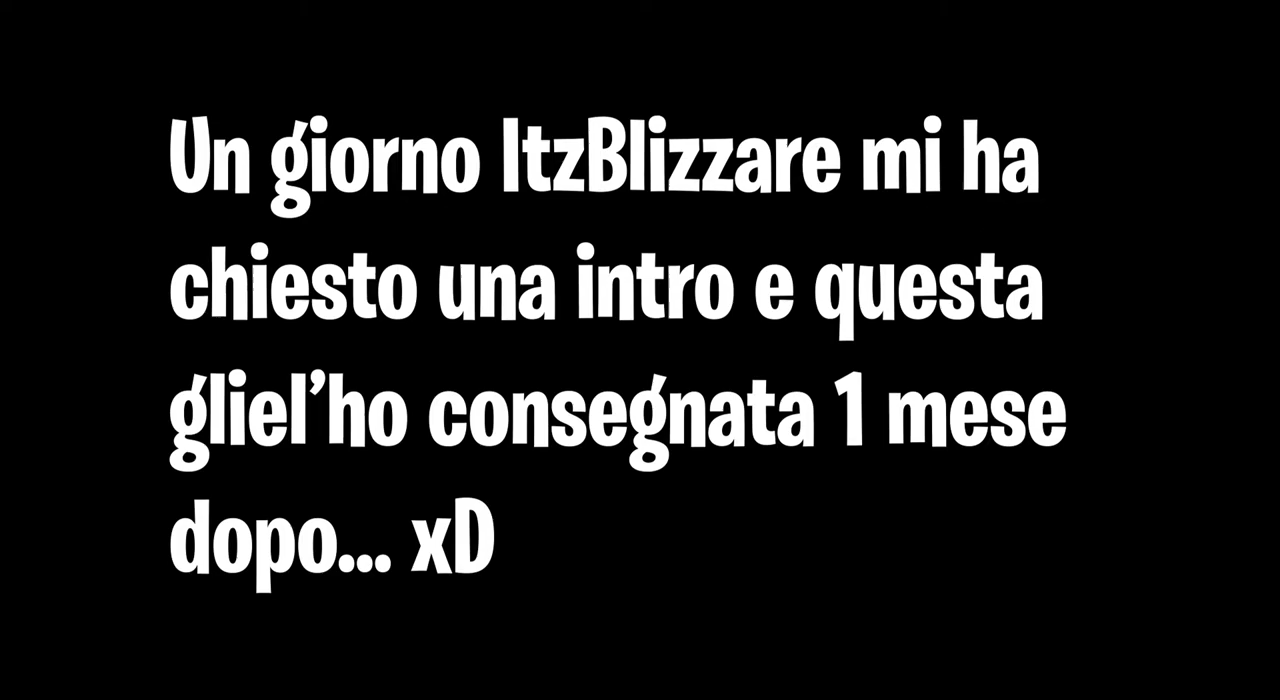 Un giorno ItzBlizzare mi ha
chiesto una intro e questa
gliel’ho consegnata 1 mese
dopo... xD